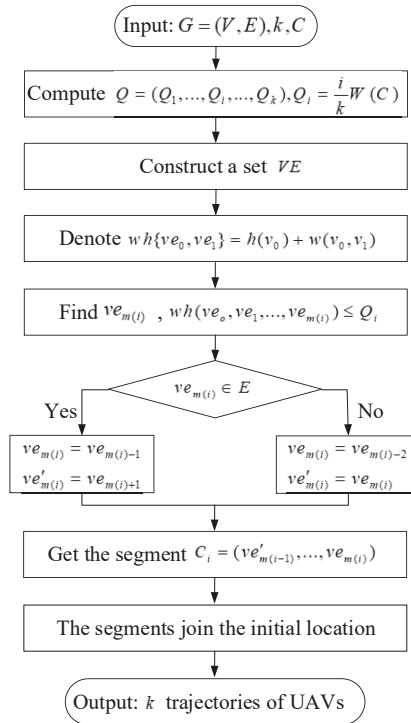 Input: G = (V, E), k, C
Compute Q = (Q_1, ..., Q_i, ..., Q_k), Q_i = \frac{i}{k} W (C)
Construct a set VE
Denote wh{ve_0, ve_1} = h(v_0) + w(v_0, v_1)
Find ve_{m(i)} , wh(ve_o, ve_1, ..., ve_{m(i)}) ≤ Q_i
ve_{m(i)} ∈ E
Yes No
ve_{m(i)} = ve_{m(i)-1}
ve'_{m(i)} = ve_{m(i)+1}
ve_{m(i)} = ve_{m(i)-2}
ve'_{m(i)} = ve_{m(i)}
Get the segment C_i = (ve'_{m(i-1)}, ..., ve_{m(i)})
The segments join the initial location
Output: k trajectories of UAVs